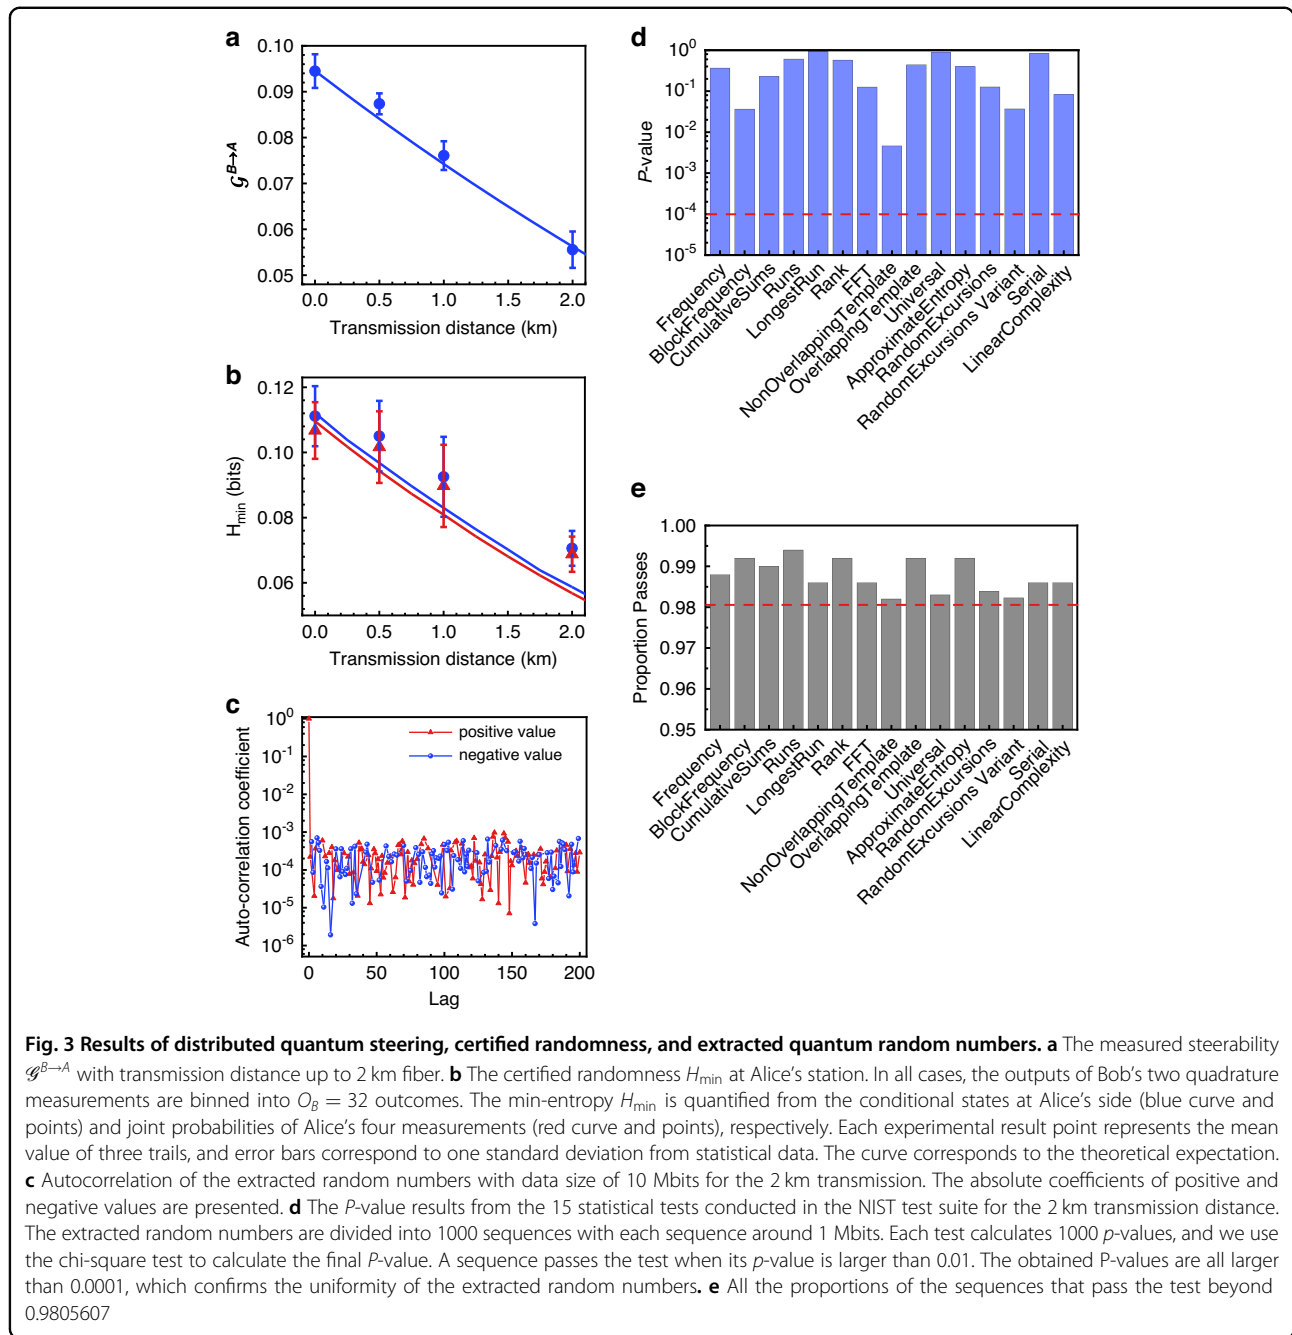 a
0.10
0.09
0.08
0.07
0.06
0.05
𝒢^{B→A}
0.0 0.5 1.0 1.5 2.0
Transmission distance (km)
b
0.12
0.10
0.08
0.06
H_min (bits)
0.0 0.5 1.0 1.5 2.0
Transmission distance (km)
c
10^0
10^-1
10^-2
10^-3
10^-4
10^-5
10^-6
Auto-correlation coefficient
positive value
negative value
0 50 100 150 200
Lag
d
10^0
10^-1
10^-2
10^-3
10^-4
10^-5
P-value
Frequency
BlockFrequency
CumulativeSums
Runs
LongestRun
Rank
FFT
NonOverlappingTemplate
OverlappingTemplate
Universal
ApproximateEntropy
RandomExcursions
RandomExcursions Variant
Serial
LinearComplexity
e
1.00
0.99
0.98
0.97
0.96
0.95
Proportion Passes
Frequency
BlockFrequency
CumulativeSums
Runs
LongestRun
Rank
FFT
NonOverlappingTemplate
OverlappingTemplate
Universal
ApproximateEntropy
RandomExcursions
RandomExcursions Variant
Serial
LinearComplexity
Fig. 3 Results of distributed quantum steering, certified randomness, and extracted quantum random numbers. a The measured steerability
𝒢^{B→A} with transmission distance up to 2 km fiber. b The certified randomness H_min at Alice's station. In all cases, the outputs of Bob's two quadrature
measurements are binned into O_B = 32 outcomes. The min-entropy H_min is quantified from the conditional states at Alice's side (blue curve and
points) and joint probabilities of Alice's four measurements (red curve and points), respectively. Each experimental result point represents the mean
value of three trails, and error bars correspond to one standard deviation from statistical data. The curve corresponds to the theoretical expectation.
c Autocorrelation of the extracted random numbers with data size of 10 Mbits for the 2 km transmission. The absolute coefficients of positive and
negative values are presented. d The P-value results from the 15 statistical tests conducted in the NIST test suite for the 2 km transmission distance.
The extracted random numbers are divided into 1000 sequences with each sequence around 1 Mbits. Each test calculates 1000 p-values, and we use
the chi-square test to calculate the final P-value. A sequence passes the test when its p-value is larger than 0.01. The obtained P-values are all larger
than 0.0001, which confirms the uniformity of the extracted random numbers. e All the proportions of the sequences that pass the test beyond
0.9805607